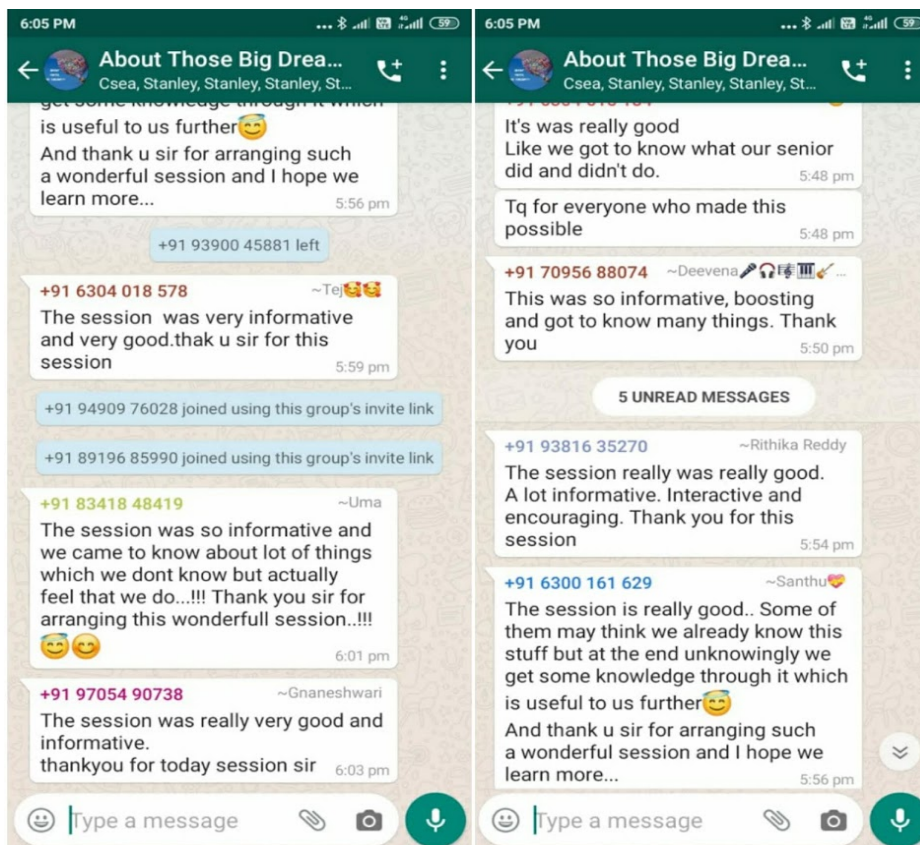 6:05 PM
4G
59
About Those Big Drea...
Csea, Stanley, Stanley, Stanley, St...
get some knowledge through it which
is useful to us further😇
And thank u sir for arranging such
a wonderful session and I hope we
learn more...
5:56 pm
+91 93900 45881 left
+91 6304 018 578 ~Tej🥰🥰
The session was very informative
and very good.thak u sir for this
session
5:59 pm
+91 94909 76028 joined using this group's invite link
+91 89196 85990 joined using this group's invite link
+91 83418 48419 ~Uma
The session was so informative and
we came to know about lot of things
which we dont know but actually
feel that we do...!!! Thank you sir for
arranging this wonderfull session..!!!
😇😊
6:01 pm
+91 97054 90738 ~Gnaneshwari
The session was really very good and
informative.
thankyou for today session sir 6:03 pm
Type a message
6:05 PM
4G
59
About Those Big Drea...
Csea, Stanley, Stanley, Stanley, St...
It's was really good
Like we got to know what our senior
did and didn't do.
5:48 pm
Tq for everyone who made this
possible
5:48 pm
+91 70956 88074 ~Deevena🎤🎧🎼🎹🎸...
This was so informative, boosting
and got to know many things. Thank
you
5:50 pm
5 UNREAD MESSAGES
+91 93816 35270 ~Rithika Reddy
The session really was really good.
A lot informative. Interactive and
encouraging. Thank you for this
session
5:54 pm
+91 6300 161 629 ~Santhu💝
The session is really good.. Some of
them may think we already know this
stuff but at the end unknowingly we
get some knowledge through it which
is useful to us further😇
And thank u sir for arranging such
a wonderful session and I hope we
learn more...
5:56 pm
Type a message